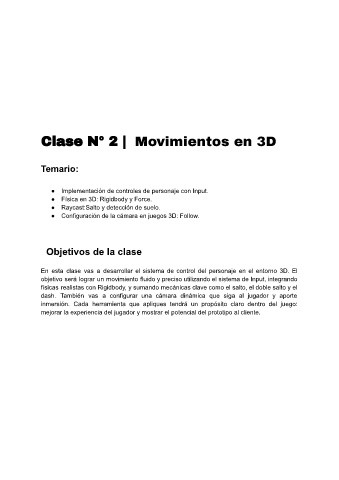 Clase N° 2 | Movimientos en 3D
Temario:
● Implementación de controles de personaje con Input.
● Física en 3D: Rigidbody y Force.
● Raycast:Salto y detección de suelo.
● Configuración de la cámara en juegos 3D: Follow.
Objetivos de la clase
En esta clase vas a desarrollar el sistema de control del personaje en el entorno 3D. El
objetivo será lograr un movimiento fluido y preciso utilizando el sistema de Input, integrando
físicas realistas con Rigidbody, y sumando mecánicas clave como el salto, el doble salto y el
dash. También vas a configurar una cámara dinámica que siga al jugador y aporte
inmersión. Cada herramienta que apliques tendrá un propósito claro dentro del juego:
mejorar la experiencia del jugador y mostrar el potencial del prototipo al cliente.